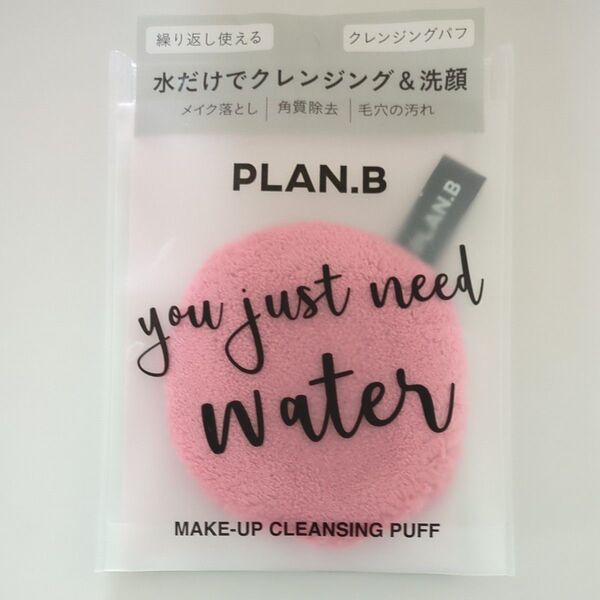 繰り返し使える
クレンジングパフ
水だけでクレンジング&洗顔
メイク落とし│角質除去│毛穴の汚れ
PLAN.B
PLAN.B
you just need
water
MAKE-UP CLEANSING PUFF